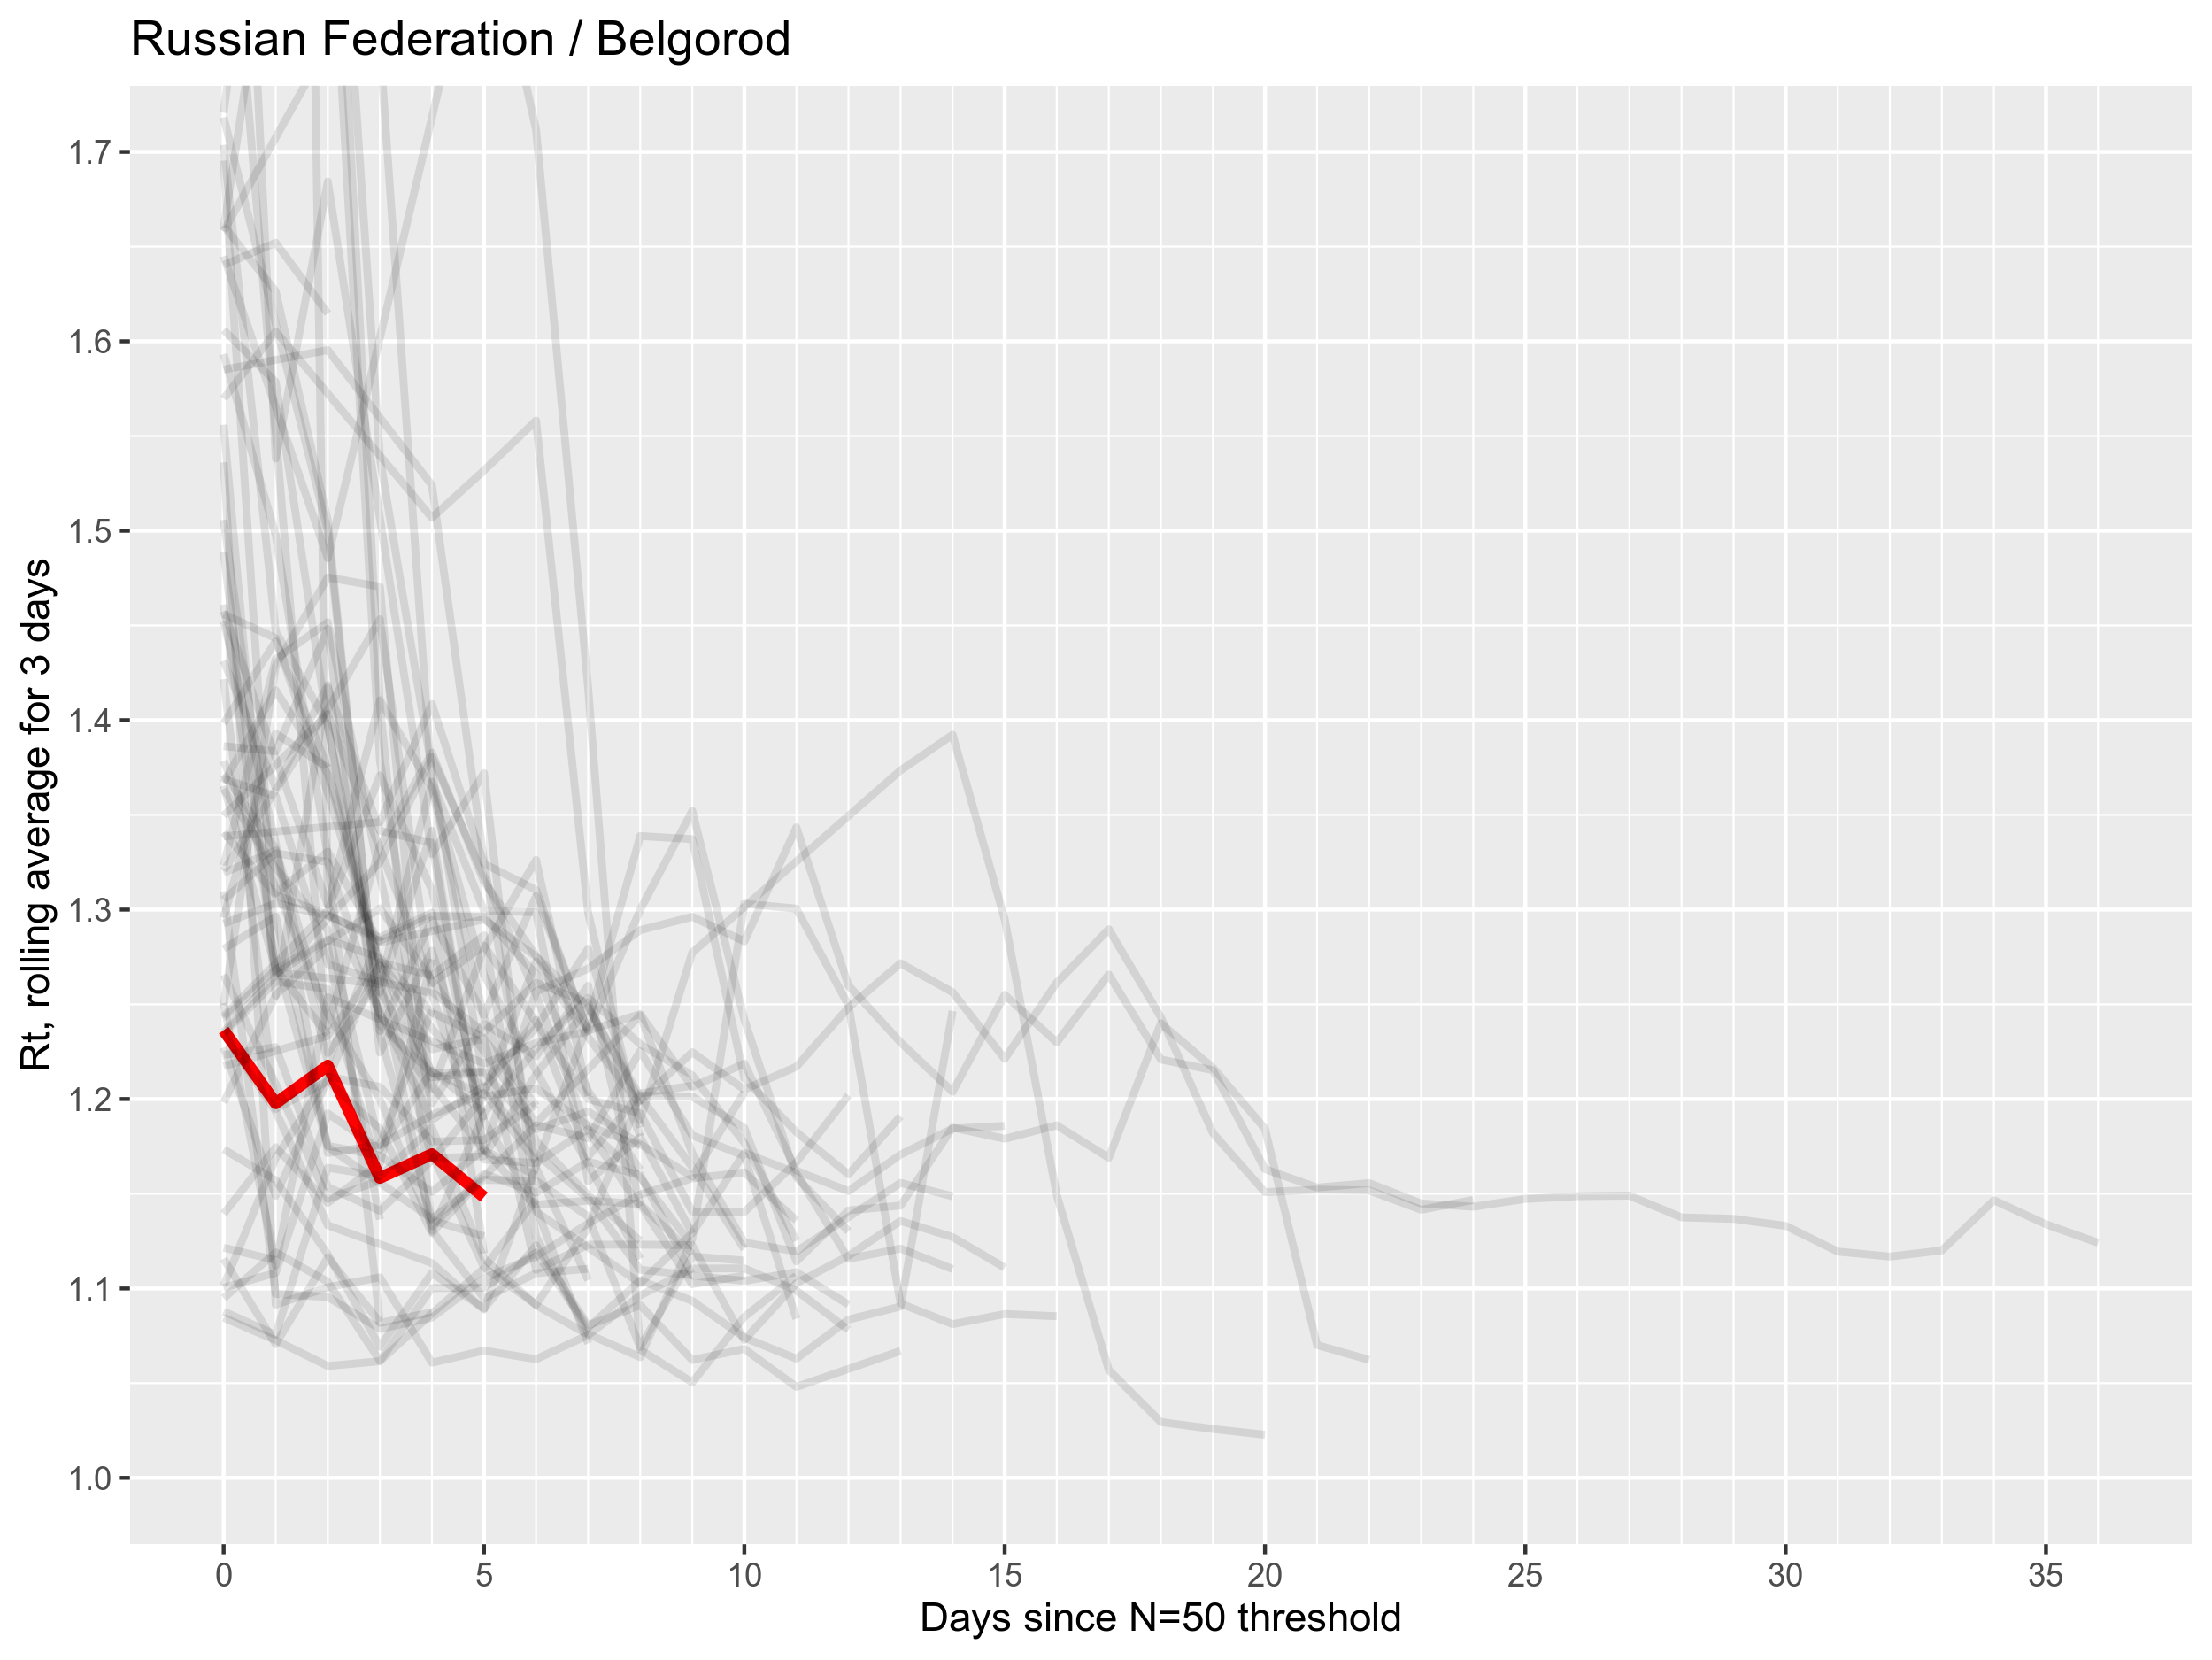 Russian Federation / Belgorod
Rt, rolling average for 3 days
1.7
1.6
1.5
1.4
1.3
1.2
1.1
1.0
0 5 10 15 20 25 30 35
Days since N=50 threshold